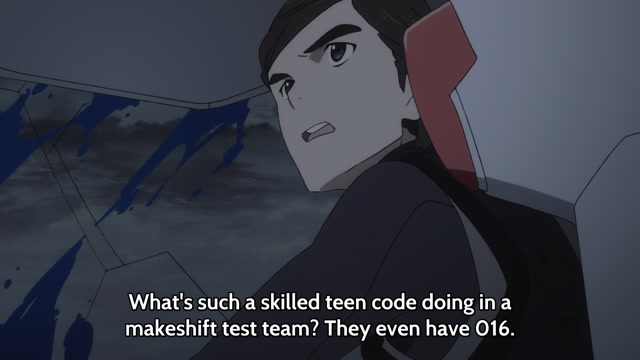 What's such a skilled teen code doing in a
makeshift test team? They even have 016.